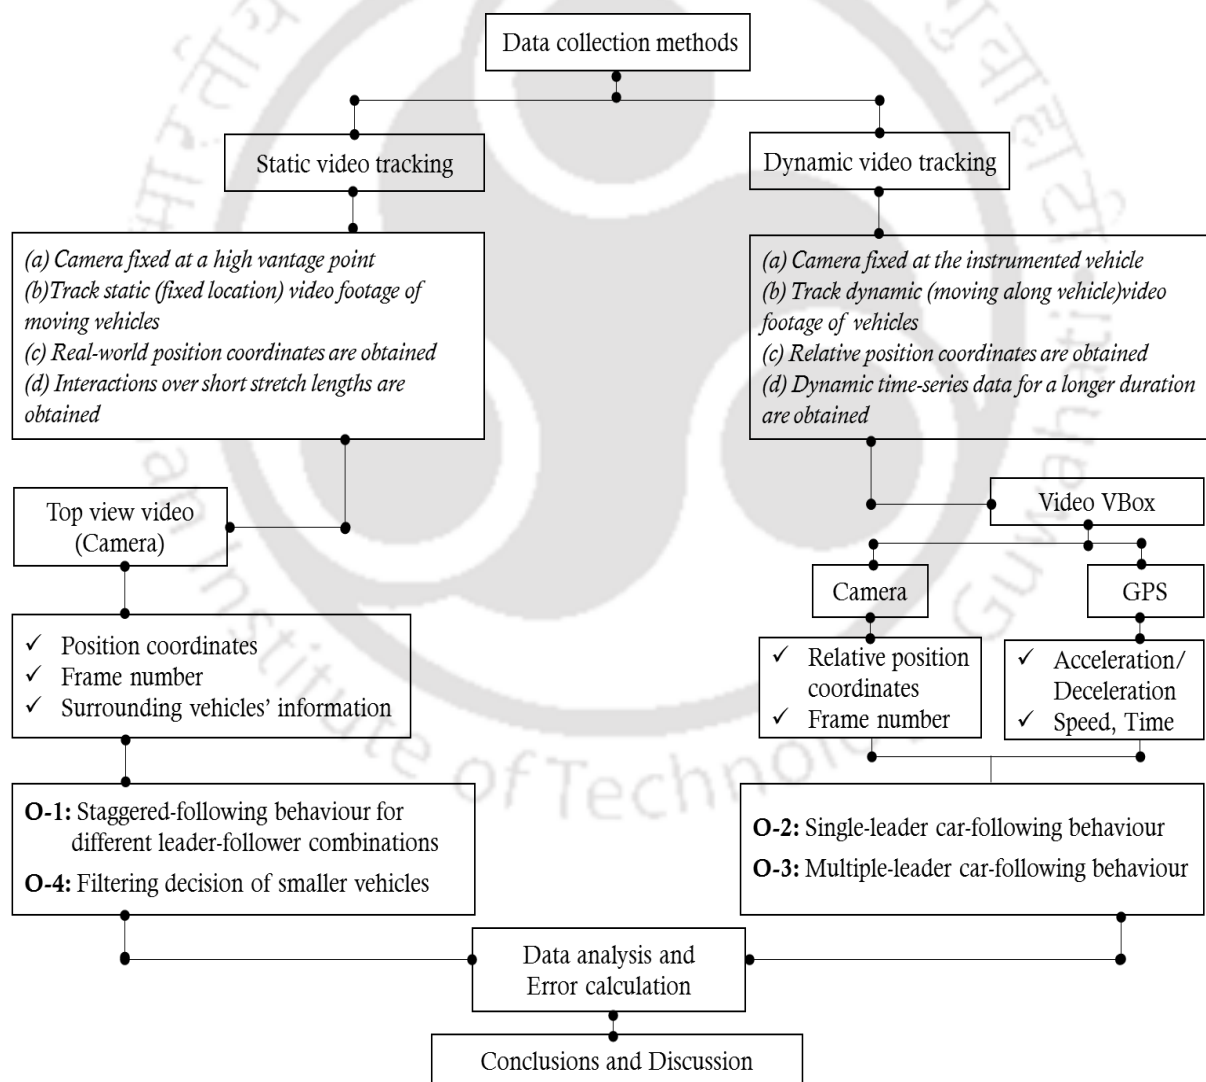 Data collection methods
Static video tracking
Dynamic video tracking
(a) Camera fixed at a high vantage point
(b)Track static (fixed location) video footage of
moving vehicles
(c) Real-world position coordinates are obtained
(d) Interactions over short stretch lengths are
obtained
(a) Camera fixed at the instrumented vehicle
(b) Track dynamic (moving along vehicle)video
footage of vehicles
(c) Relative position coordinates are obtained
(d) Dynamic time-series data for a longer duration
are obtained
Top view video
(Camera)
Video VBox
Camera
GPS
✓ Position coordinates
✓ Frame number
✓ Surrounding vehicles' information
✓ Relative position
coordinates
✓ Frame number
✓ Acceleration/
Deceleration
✓ Speed, Time
O-1: Staggered-following behaviour for
different leader-follower combinations
O-4: Filtering decision of smaller vehicles
O-2: Single-leader car-following behaviour
O-3: Multiple-leader car-following behaviour
Data analysis and
Error calculation
Conclusions and Discussion
Institute of Technology Guwahati